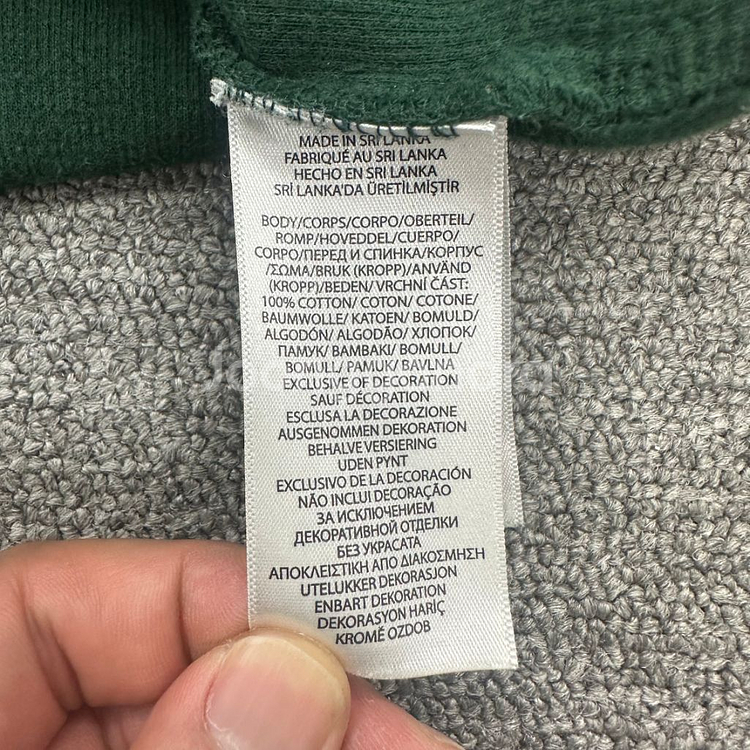 MADE IN SRI LANKA
FABRIQUÉ AU SRI LANKA
HECHO EN SRI LANKA
SRİ LANKA'DA ÜRETİLMİŞTİR
BODY/CORPS/CORPO/OBERTEIL/
ROMP/HOVEDDEL/CUERPO/
CORPO/ПЕРЕД И СПИНКА/КОРПУС
/ΣΩΜΑ/BRUK (KROPP)/ANVÄND
(KROPP)/BEDEN/ VRCHNÍ ČÁST:
100% COTTON/ COTON/ COTONE/
BAUMWOLLE/ KATOEN/ BOMULD/
ALGODÓN/ ALGODÃO/ ХЛОПОК/
ПАМУК/ BAMBAKI/ BOMULL/
BOMULL/ PAMUK/ BAVLNA
EXCLUSIVE OF DECORATION
SAUF DÉCORATION
ESCLUSA LA DECORAZIONE
AUSGENOMMEN DEKORATION
BEHALVE VERSIERING
UDEN PYNT
EXCLUSIVO DE LA DECORACIÓN
NÃO INCLUI DECORAÇÃO
ЗА ИСКЛЮЧЕНИЕМ
ДЕКОРАТИВНОЙ ОТДЕЛКИ
БЕЗ УКРАСАТА
ΑΠΟΚΛΕΙΣΤΙΚΗ ΑΠΟ ΔΙΑΚΟΣΜΗΣΗ
UTELUKKER DEKORASJON
ENBART DEKORATION
DEKORASYON HARİÇ
KROMĚ OZDOB